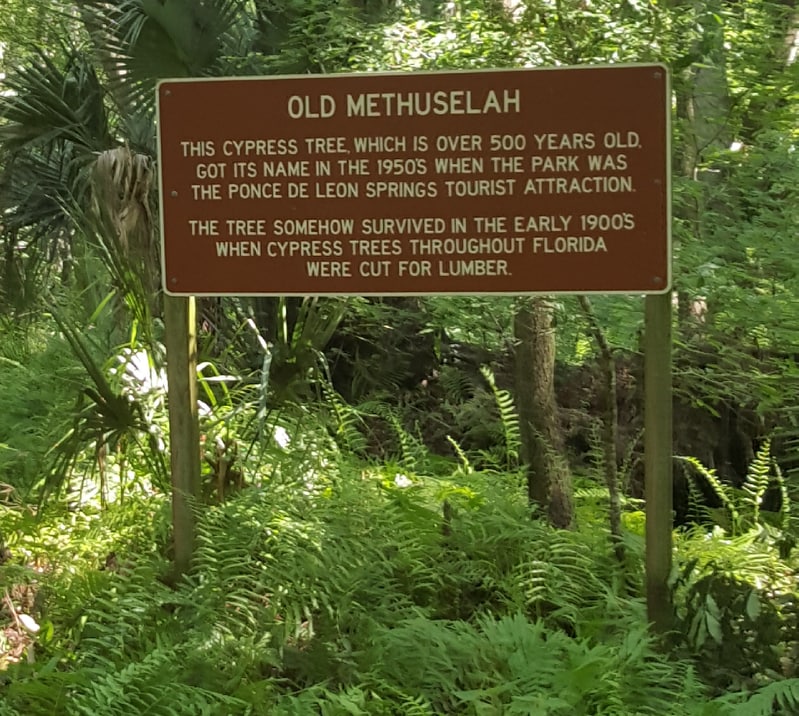 OLD METHUSELAH
THIS CYPRESS TREE, WHICH IS OVER 500 YEARS OLD,
GOT ITS NAME IN THE 1950'S WHEN THE PARK WAS
THE PONCE DE LEON SPRINGS TOURIST ATTRACTION.
THE TREE SOMEHOW SURVIVED IN THE EARLY 1900'S
WHEN CYPRESS TREES THROUGHOUT FLORIDA
WERE CUT FOR LUMBER.